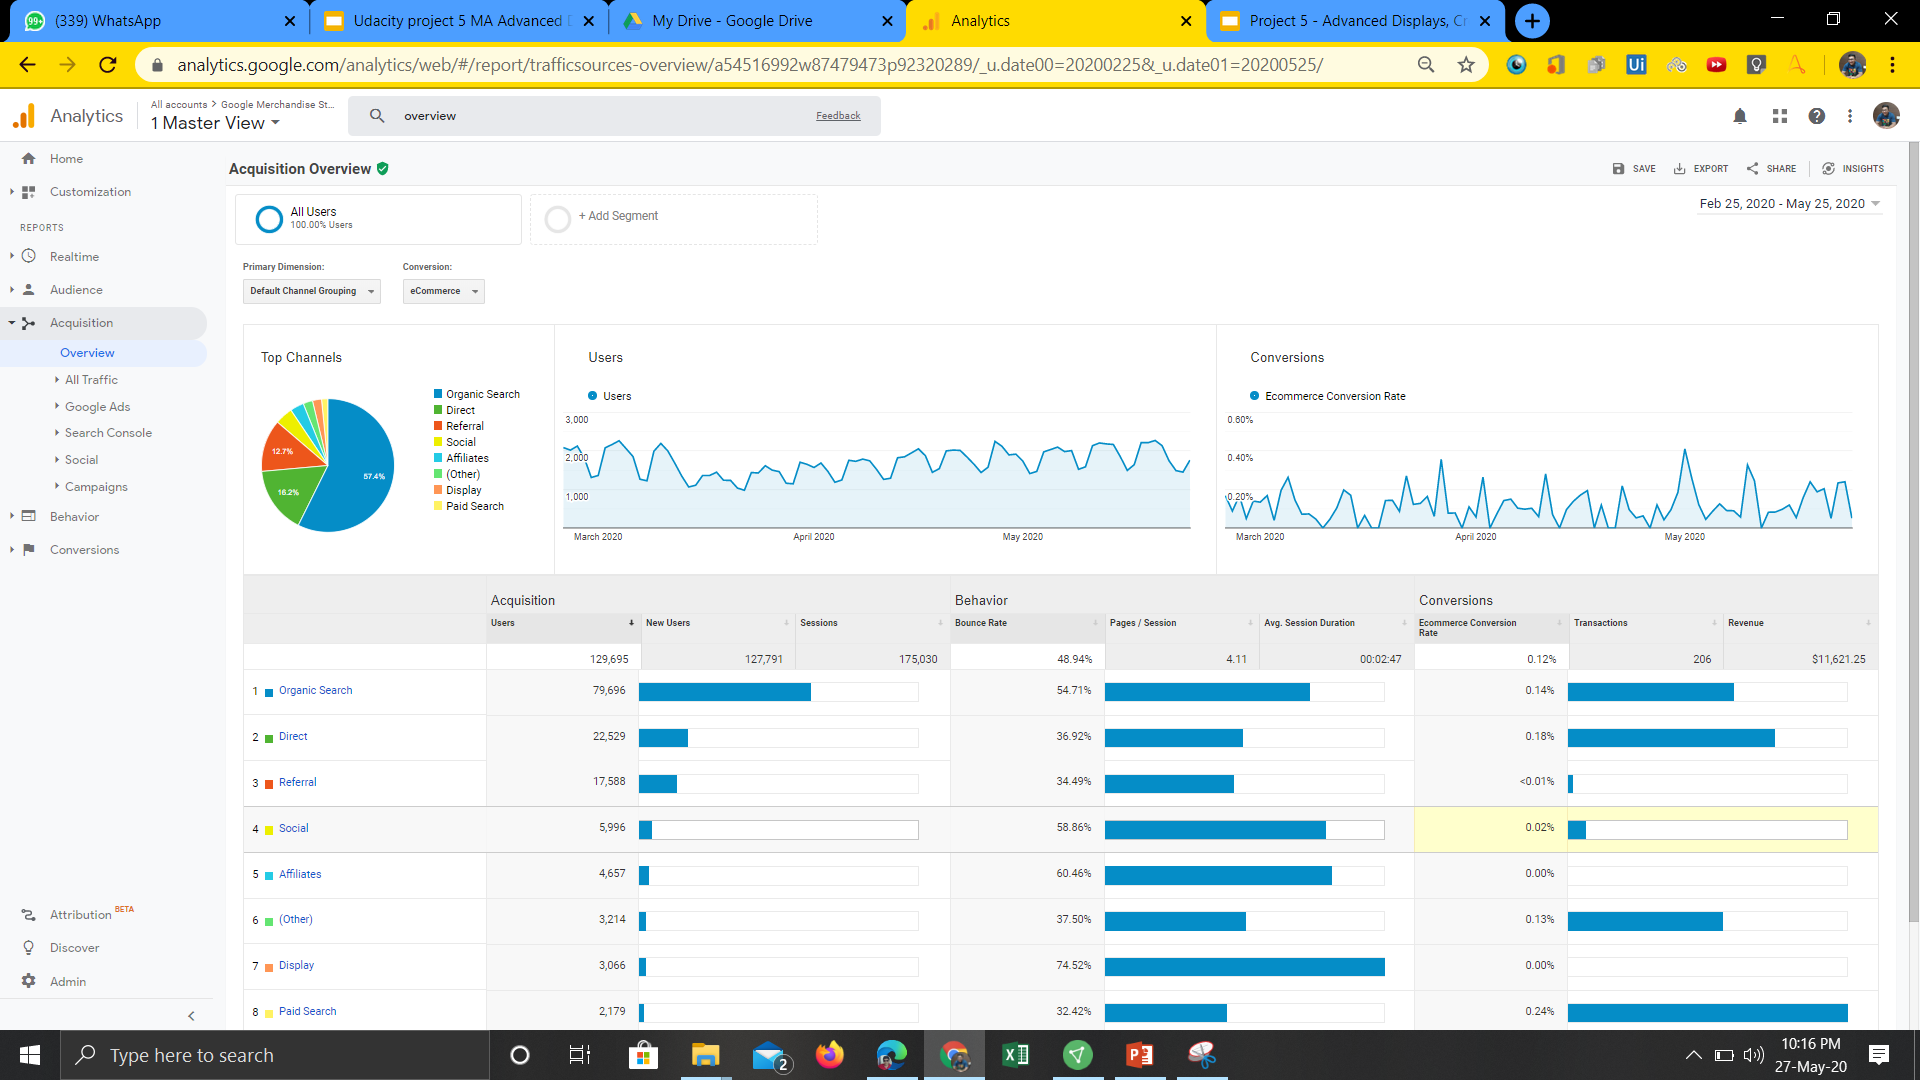 (339) WhatsApp
Udacity project 5 MA Advanced D
My Drive - Google Drive
Analytics
Project 5 - Advanced Displays, Cr
analytics.google.com/analytics/web/#/report/trafficsources-overview/a54516992w87479473p92320289/_u.date00=20200225&_u.date01=20200525/
Analytics
All accounts > Google Merchandise St...
1 Master View
overview
Feedback
Home
Customization
REPORTS
Realtime
Audience
Acquisition
Overview
All Traffic
Google Ads
Search Console
Social
Campaigns
Behavior
Conversions
Attribution BETA
Discover
Admin
Acquisition Overview
SAVE
EXPORT
SHARE
INSIGHTS
All Users
100.00% Users
+ Add Segment
Feb 25, 2020 - May 25, 2020
Primary Dimension:
Conversion:
Default Channel Grouping
eCommerce
Top Channels
57.4%
16.2%
12.7%
Organic Search
Direct
Referral
Social
Affiliates
(Other)
Display
Paid Search
Users
Users
3,000
2,000
1,000
March 2020
April 2020
May 2020
Conversions
Ecommerce Conversion Rate
0.60%
0.40%
0.20%
March 2020
April 2020
May 2020
Acquisition Behavior Conversions
Users New Users Sessions Bounce Rate Pages / Session Avg. Session Duration Ecommerce Conversion Rate Transactions Revenue
129,695 127,791 175,030 48.94% 4.11 00:02:47 0.12% 206 $11,621.25
1 Organic Search 79,696 54.71% 0.14%
2 Direct 22,529 36.92% 0.18%
3 Referral 17,588 34.49% <0.01%
4 Social 5,996 58.86% 0.02%
5 Affiliates 4,657 60.46% 0.00%
6 (Other) 3,214 37.50% 0.13%
7 Display 3,066 74.52% 0.00%
8 Paid Search 2,179 32.42% 0.24%
Type here to search
2
10:16 PM
27-May-20